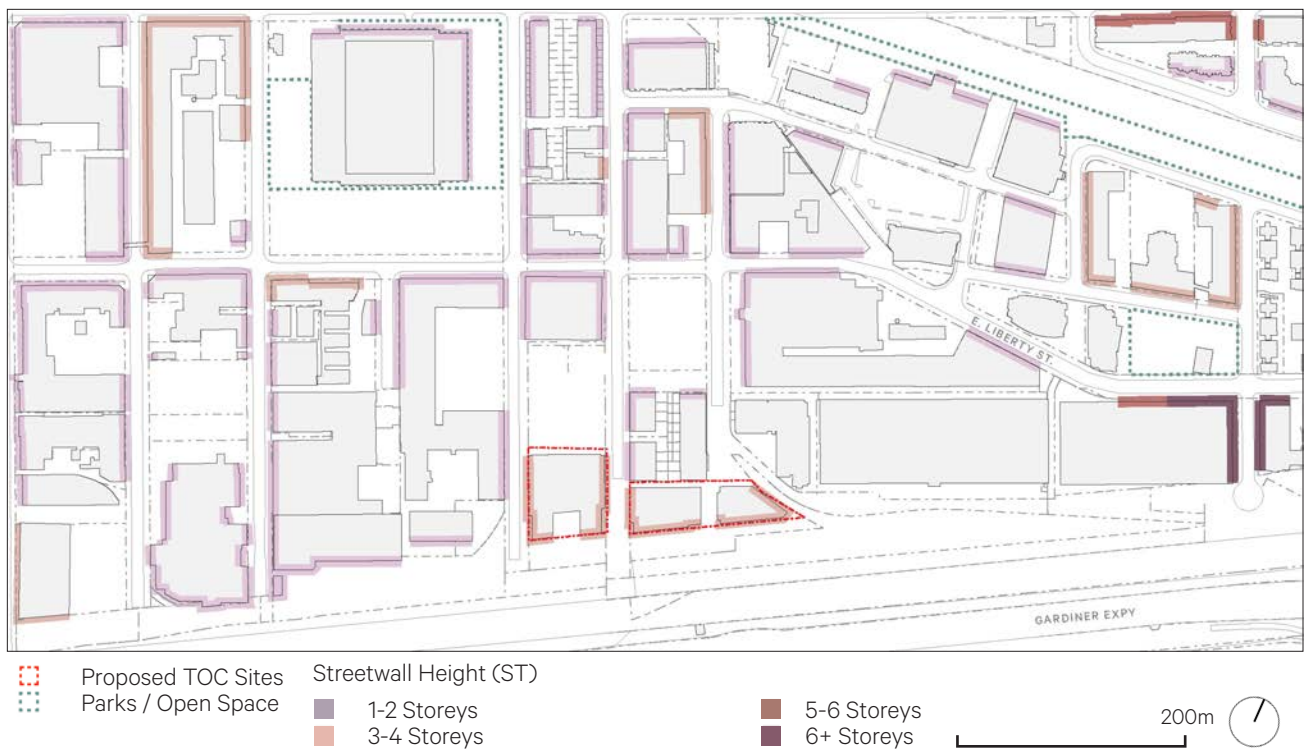 E. LIBERTY ST.
GARDINER EXPY
Proposed TOC Sites
Parks / Open Space
Streetwall Height (ST)
1-2 Storeys
3-4 Storeys
5-6 Storeys
6+ Storeys
200m